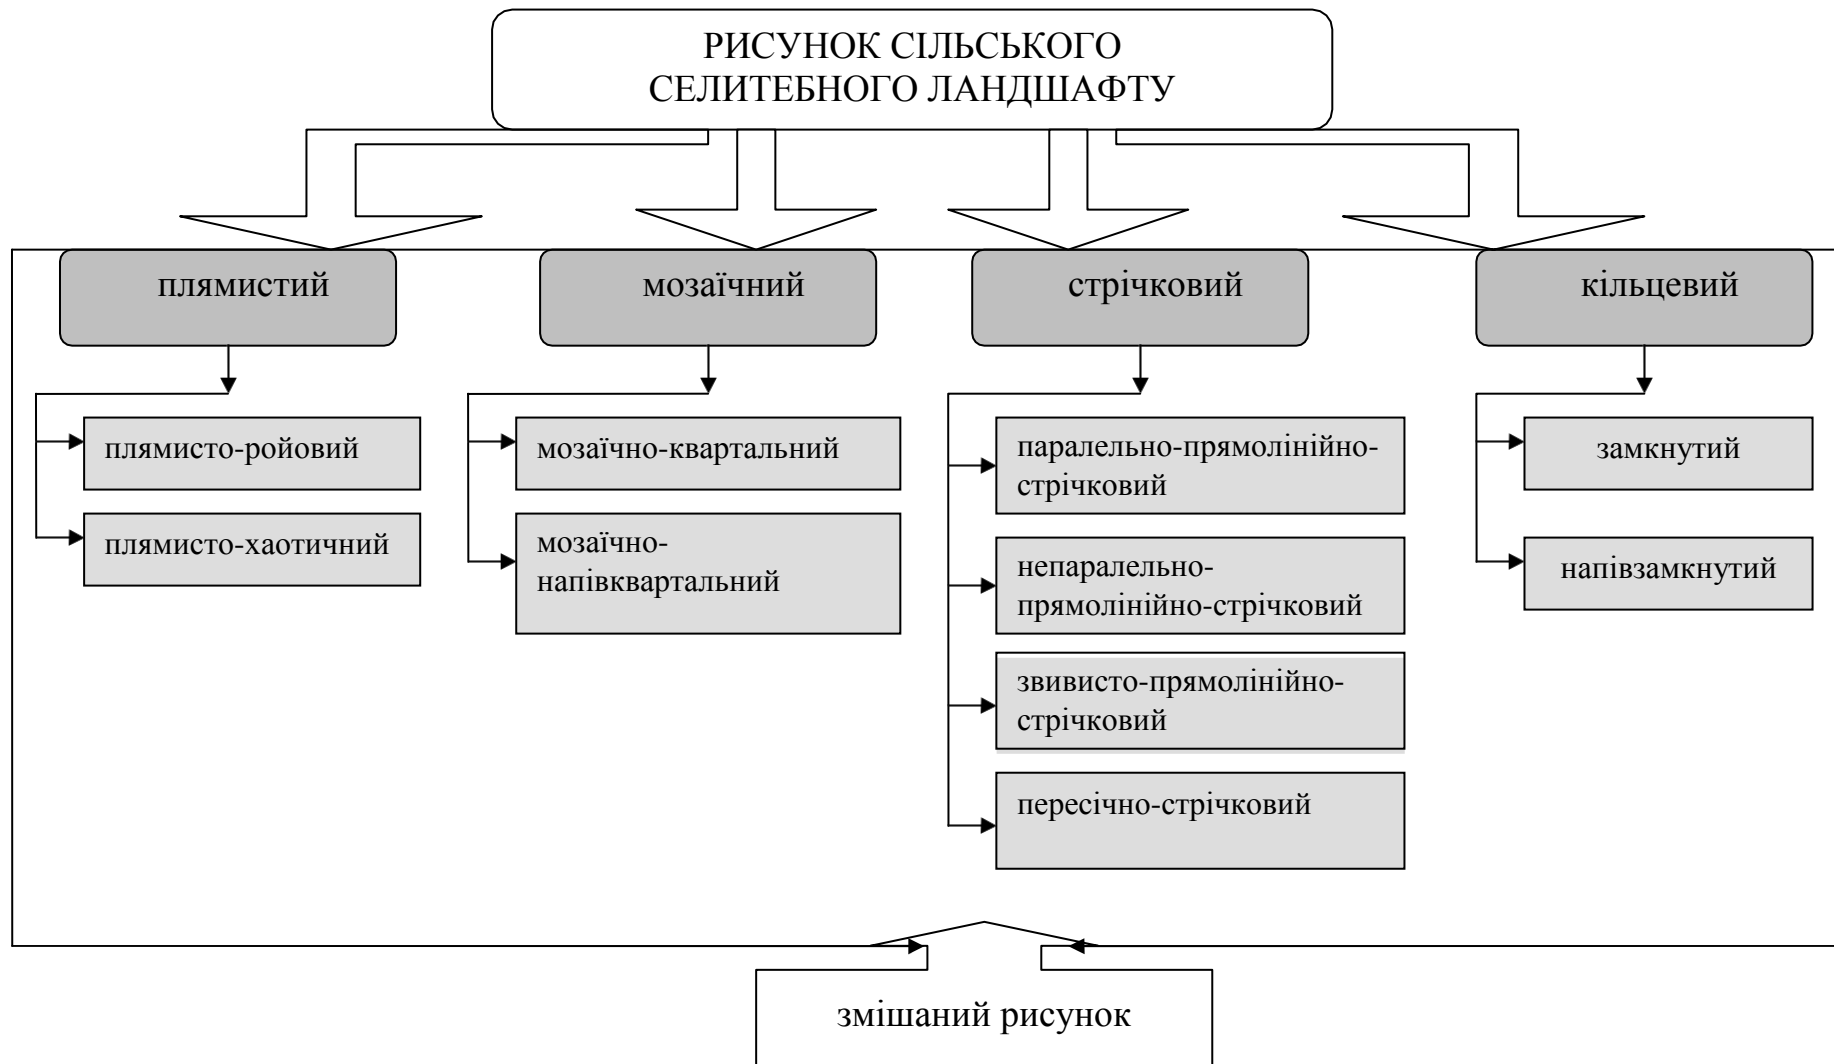 РИСУНОК СІЛЬСЬКОГО
СЕЛИТЕБНОГО ЛАНДШАФТУ
плямистий
мозаїчний
стрічковий
кільцевий
плямисто-ройовий
плямисто-хаотичний
мозаїчно-квартальний
мозаїчно-
напівквартальний
паралельно-прямолінійно-
стрічковий
непаралельно-
прямолінійно-стрічковий
звивисто-прямолінійно-
стрічковий
пересічно-стрічковий
замкнутий
напівзамкнутий
змішаний рисунок